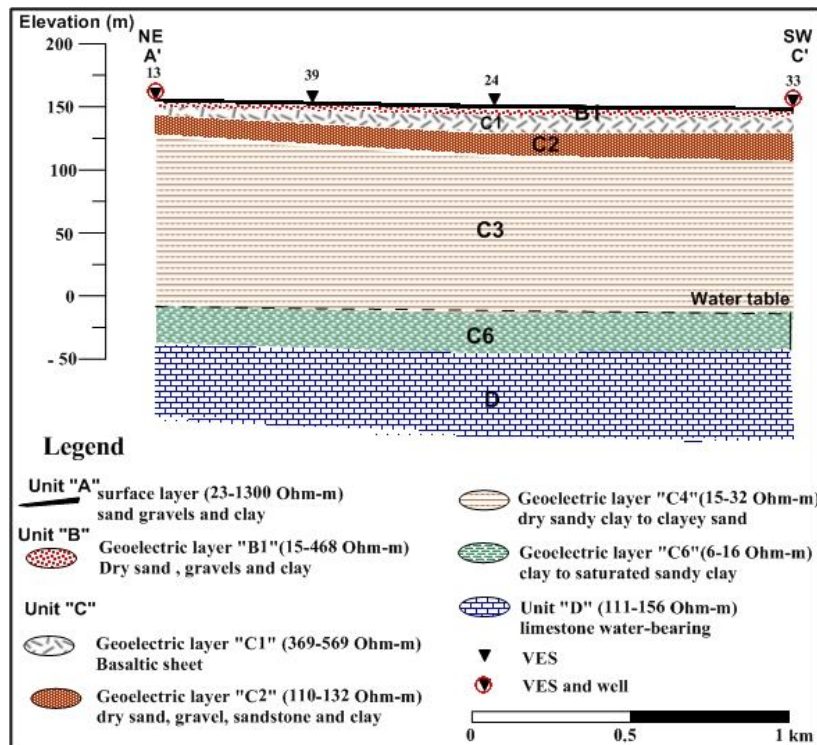 Elevation (m)
NE
SW
A'
C'
200
13
39
24
33
150
B1
C1
C2
100
C3
50
0
Water table
C6
- 50
D
Legend
Unit "A"
surface layer (23-1300 Ohm-m)
sand gravels and clay
Unit "B"
Geoelectric layer "B1"(15-468 Ohm-m)
Dry sand , gravels and clay
Unit "C"
Geoelectric layer "C1" (369-569 Ohm-m)
Basaltic sheet
Geoelectric layer "C2" (110-132 Ohm-m)
dry sand, gravel, sandstone and clay
Geoelectric layer "C4"(15-32 Ohm-m)
dry sandy clay to clayey sand
Geoelectric layer "C6"(6-16 Ohm-m)
clay to saturated sandy clay
Unit "D" (111-156 Ohm-m)
limestone water-bearing
VES
VES and well
0 0.5 1 km